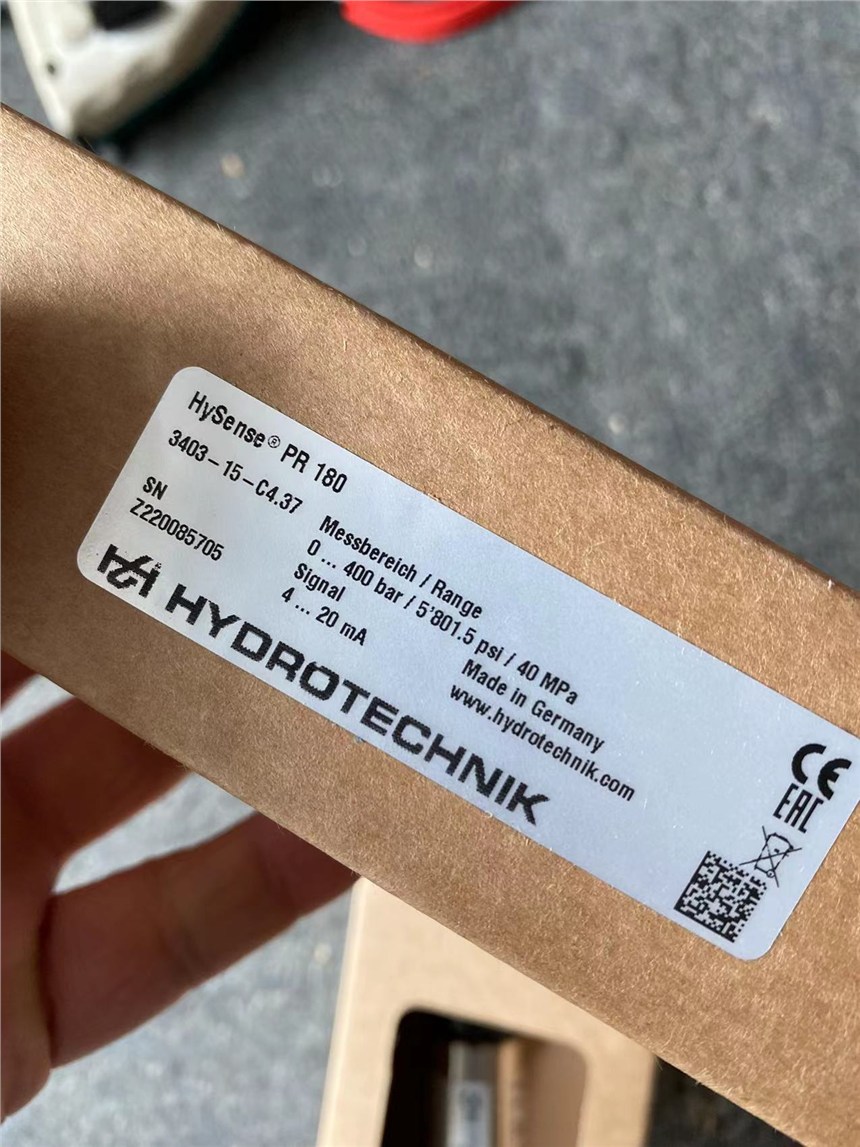 HySense® PR 180
3403-15-C4.37
SN
Z220085705
Messbereich / Range
0 ... 400 bar / 5'801.5 psi / 40 MPa
Signal
4 ... 20 mA
Made in Germany
www.hydrotechnik.com
HYDROTECHNIK
CE
EAC